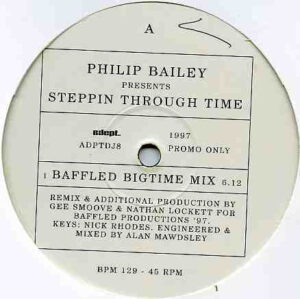 A
PHILIP BAILEY
PRESENTS
STEPPIN THROUGH TIME
adept. 1997
ADPTDJ8 PROMO ONLY
1 BAFFLED BIGTIME MIX 6.12
REMIX & ADDITIONAL PRODUCTION BY
GEE SMOOVE & NATHAN LOCKETT FOR
BAFFLED PRODUCTIONS '97.
KEYS: NICK RHODES. ENGINEERED &
MIXED BY ALAN MAWDSLEY
BPM 129 - 45 RPM
1